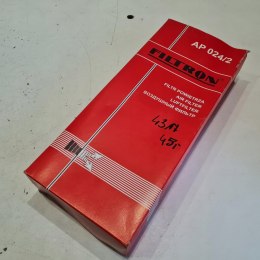 AP 024/2
FILTRON
FILTR POWIETRZA
AIR FILTER
LUFTFILTER
ВОЗДУШНЫЙ ФИЛЬТР